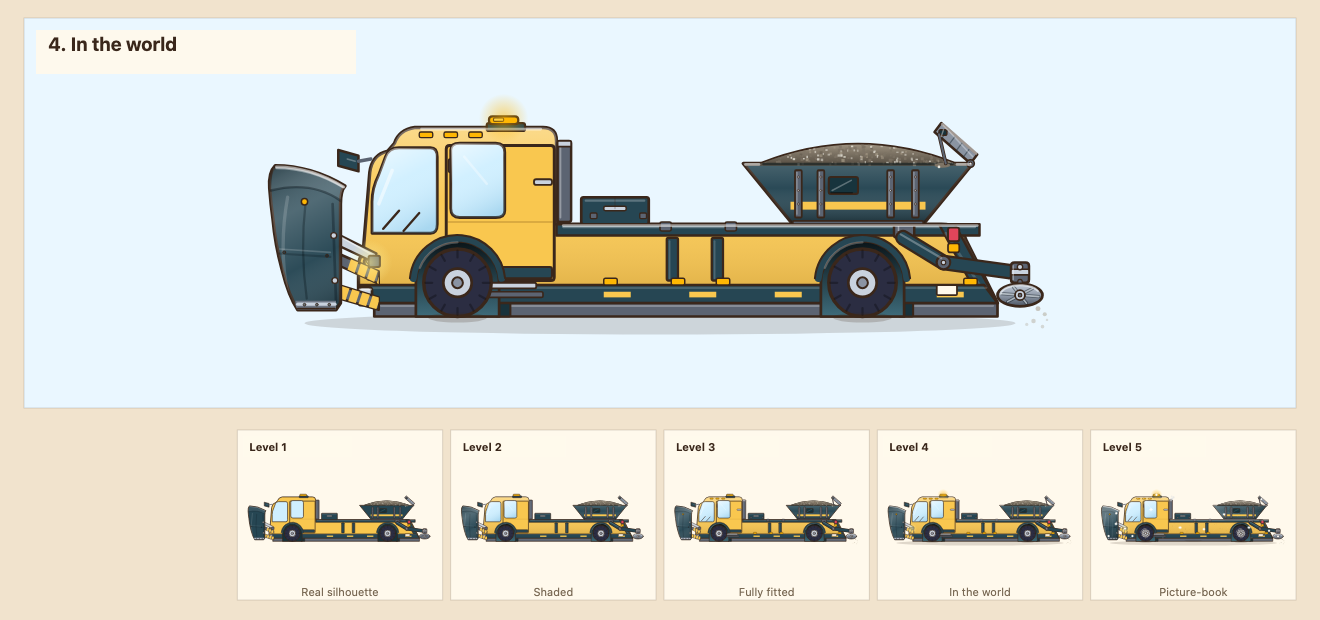 4. In the world
Level 1
Level 2
Level 3
Level 4
Level 5
Real silhouette
Shaded
Fully fitted
In the world
Picture-book